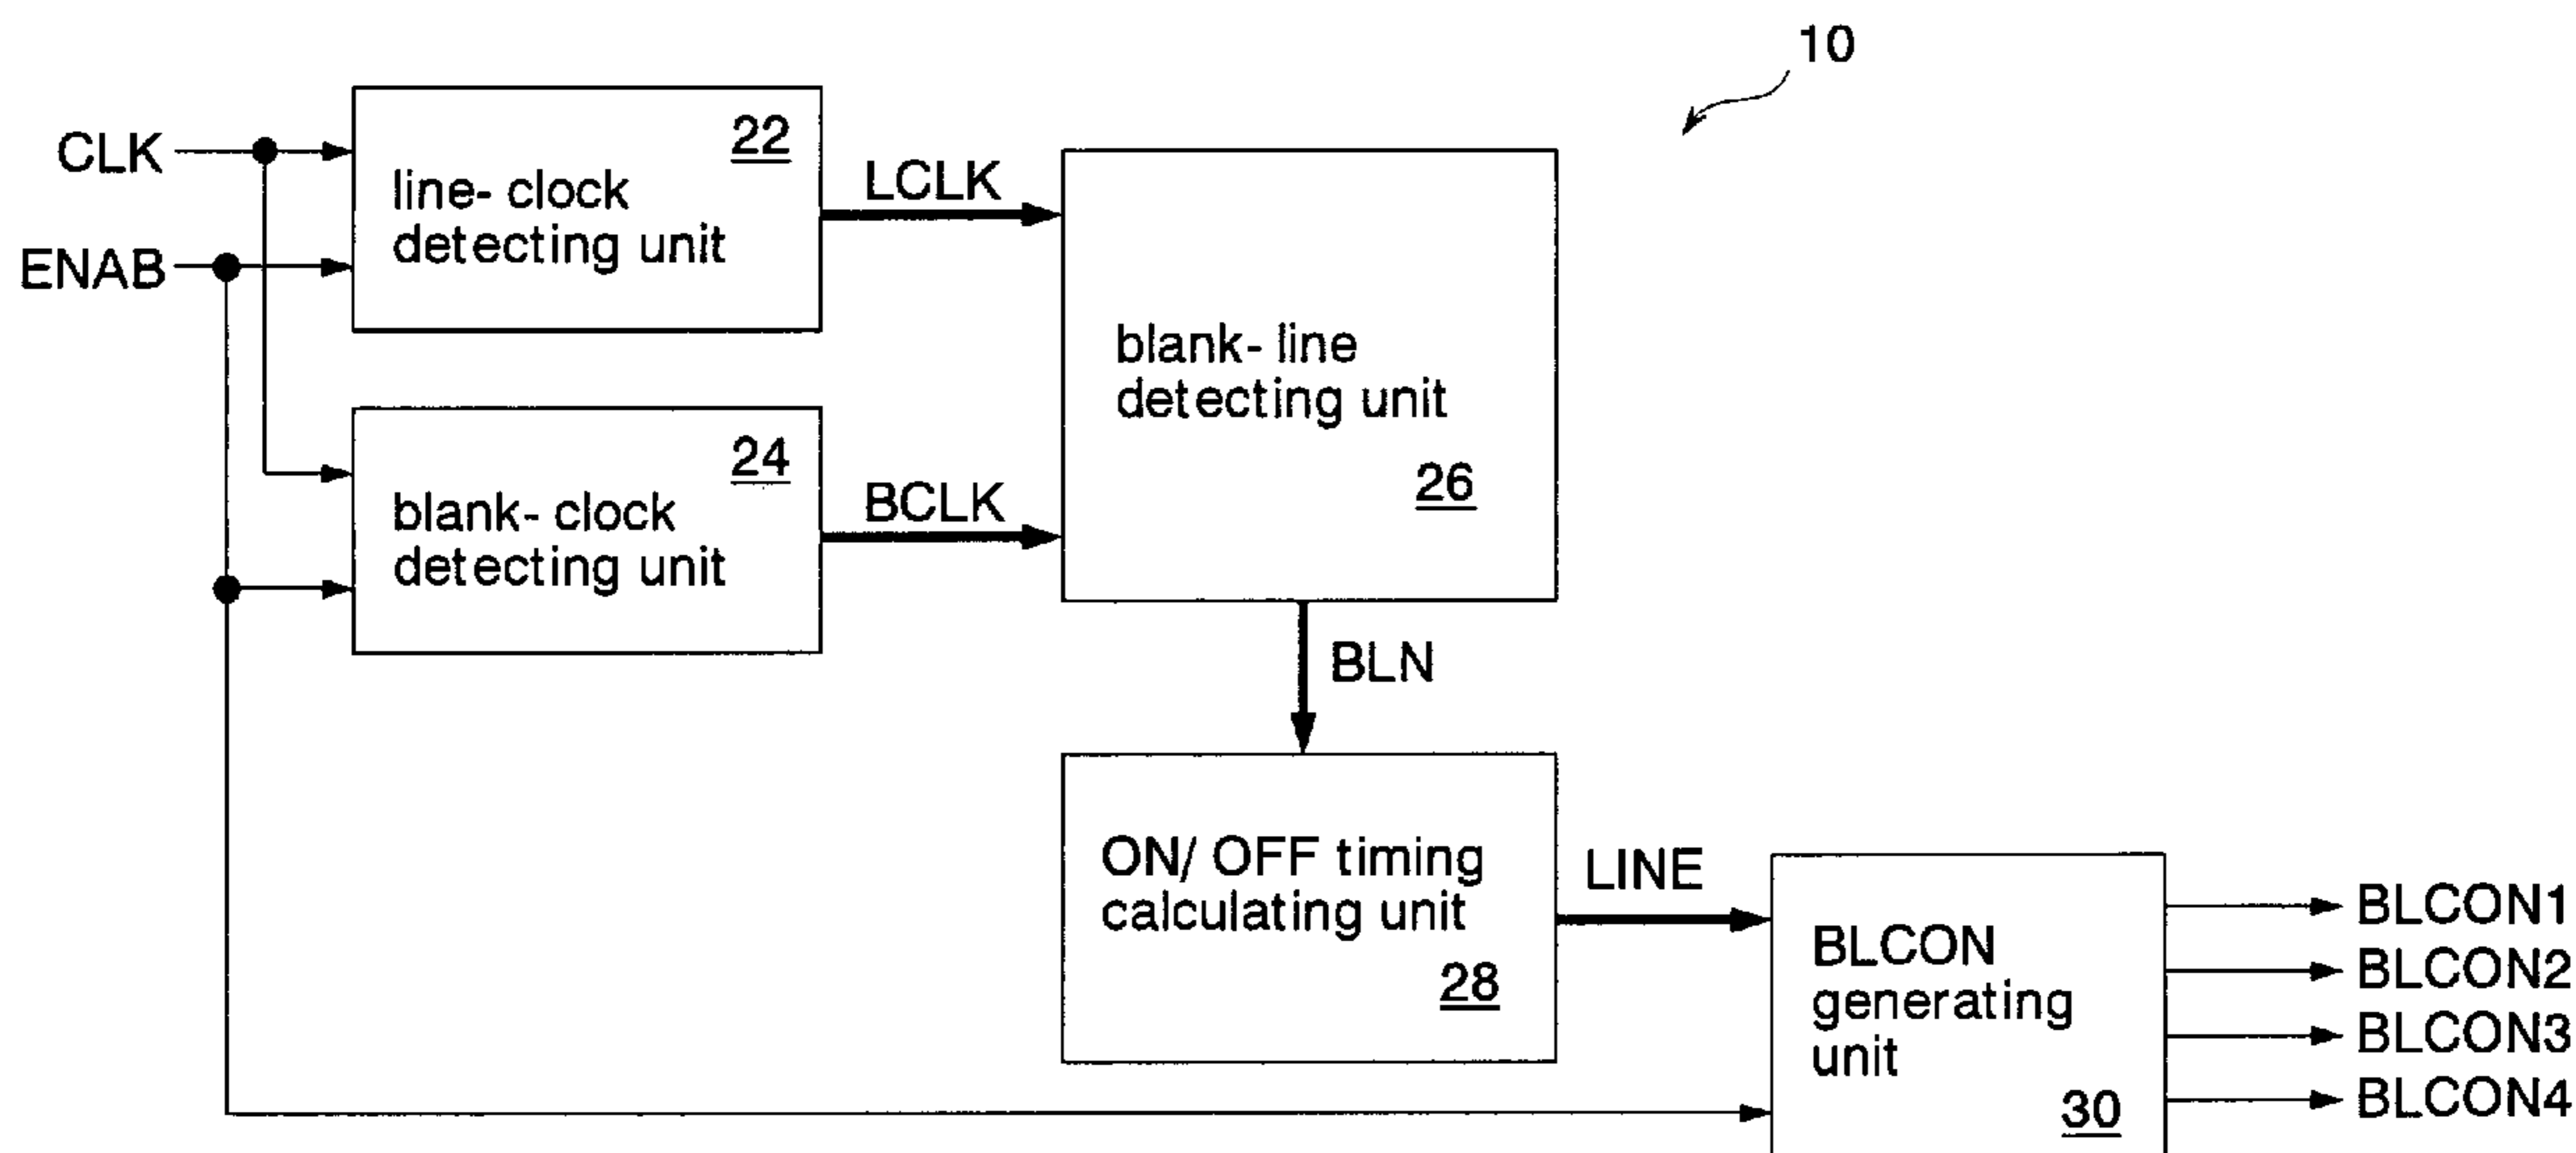 10
CLK
ENAB
22
line- clock
detecting unit
LCLK
24
blank- clock
detecting unit
BCLK
blank- line
detecting unit
26
BLN
ON/ OFF timing
calculating unit
28
LINE
BLCON
generating
unit
30
BLCON1
BLCON2
BLCON3
BLCON4